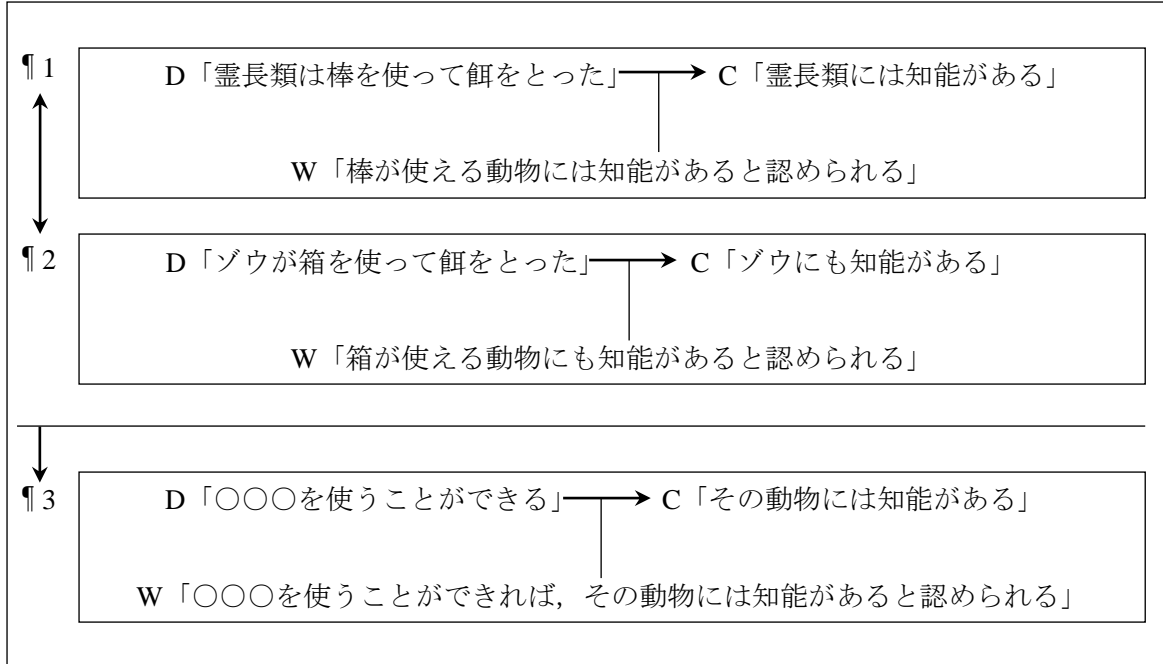 ¶1 D「霊長類は棒を使って餌をとった」 C「霊長類には知能がある」
W「棒が使える動物には知能があると認められる」
¶2 D「ゾウが箱を使って餌をとった」 C「ゾウにも知能がある」
W「箱が使える動物にも知能があると認められる」
¶3 D「○○○を使うことができる」 C「その動物には知能がある」
W「○○○を使うことができれば，その動物には知能があると認められる」